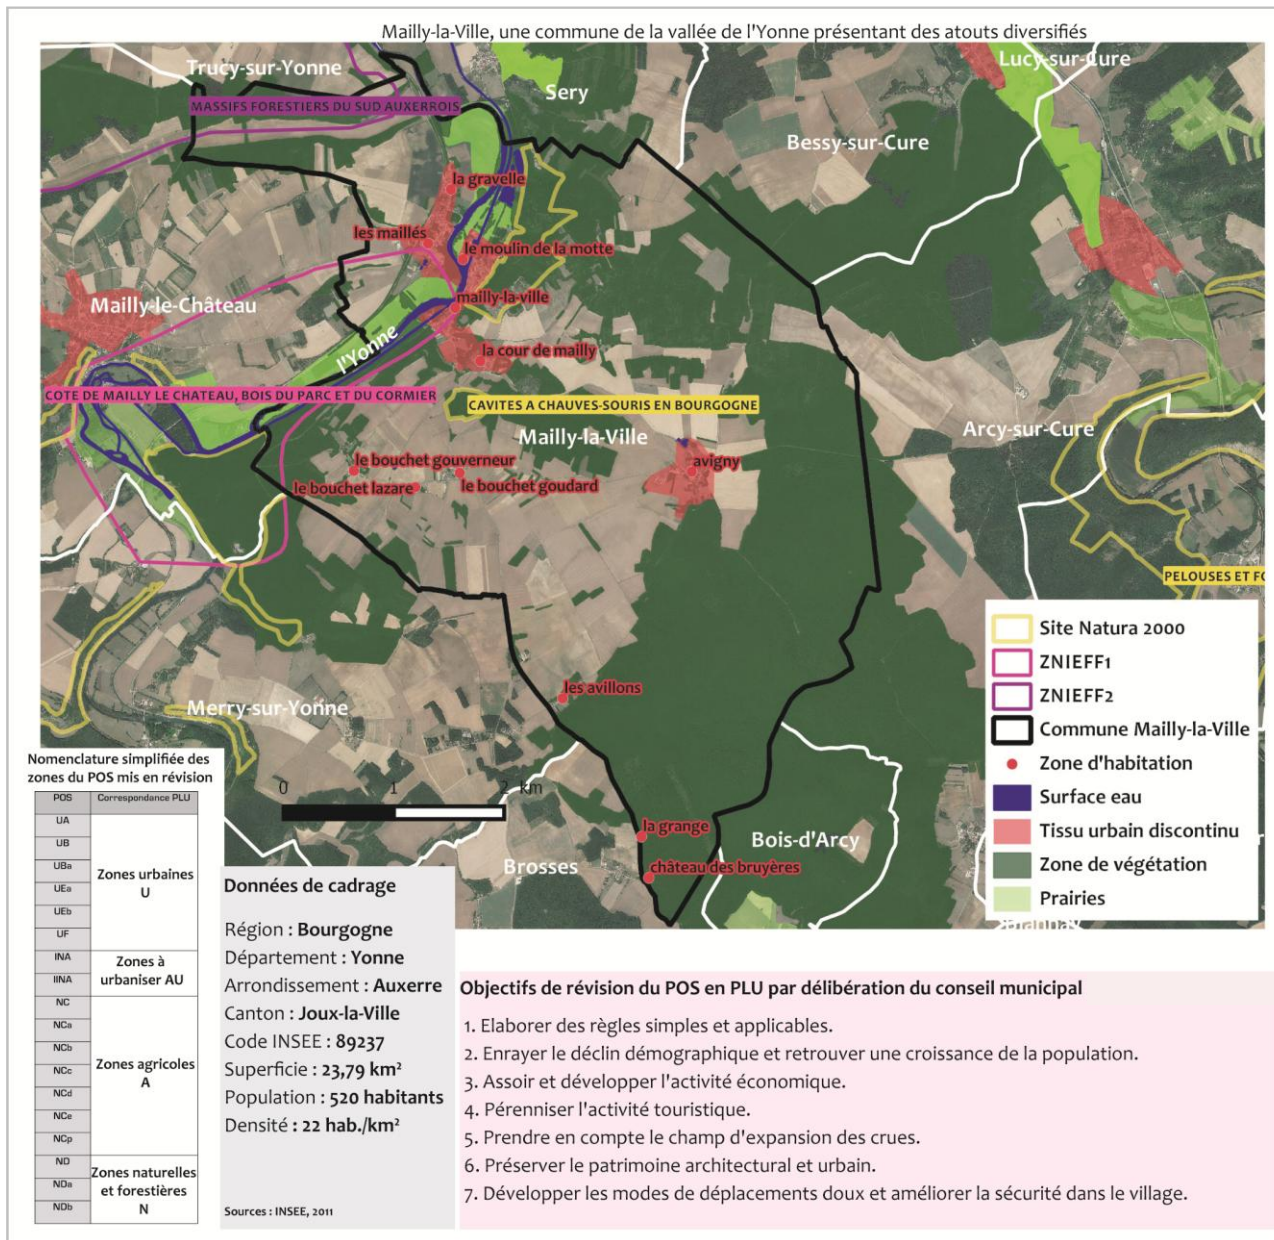 Mailly-la-Ville, une commune de la vallée de l'Yonne présentant des atouts diversifiés
Trucy-sur-Yonne
Lucy-sur-Cure
MASSIFS FORESTIERS DU SUD AUXERROIS
Sery
Bessy-sur-Cure
la gravelle
les maillés
le moulin de la motte
Mailly-le-Château
mailly-la-ville
l'Yonne
la cour de mailly
COTE DE MAILLY LE CHATEAU, BOIS DU PARC ET DU CORMIER
CAVITES A CHAUVES-SOURIS EN BOURGOGNE
Mailly-la-Ville
Arcy-sur-Cure
le bouchet gouverneur
avigny
le bouchet lazare
le bouchet goudard
PELOUSES ET FO
les avillons
Merry-sur-Yonne
0 1 2 km
la grange
Bois-d'Arcy
Brosses
château des bruyères
Site Natura 2000
ZNIEFF1
ZNIEFF2
Commune Mailly-la-Ville
Zone d'habitation
Surface eau
Tissu urbain discontinu
Zone de végétation
Prairies
Nomenclature simplifiée des
zones du POS mis en révision
POS Correspondance PLU
UA
UB
UBa
UEa
UEb
UF
Zones urbaines
U
INA
IINA
Zones à
urbaniser AU
NC
NCa
NCb
NCc
NCd
NCe
NCp
Zones agricoles
A
ND
NDa
NDb
Zones naturelles
et forestières
N
Données de cadrage
Région : Bourgogne
Département : Yonne
Arrondissement : Auxerre
Canton : Joux-la-Ville
Code INSEE : 89237
Superficie : 23,79 km²
Population : 520 habitants
Densité : 22 hab./km²
Sources : INSEE, 2011
Objectifs de révision du POS en PLU par délibération du conseil municipal
1. Elaborer des règles simples et applicables.
2. Enrayer le déclin démographique et retrouver une croissance de la population.
3. Assoir et développer l'activité économique.
4. Pérenniser l'activité touristique.
5. Prendre en compte le champ d'expansion des crues.
6. Préserver le patrimoine architectural et urbain.
7. Développer les modes de déplacements doux et améliorer la sécurité dans le village.